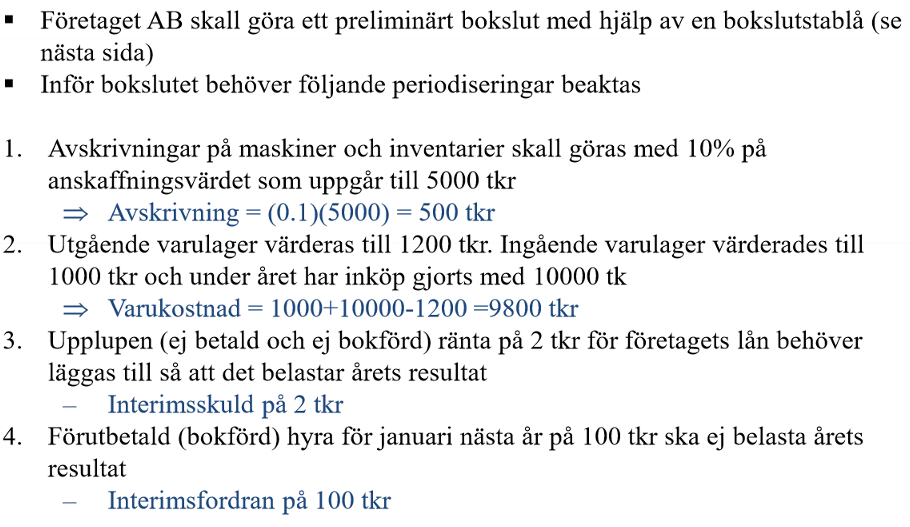 ▪ Företaget AB skall göra ett preliminärt bokslut med hjälp av en bokslutstablå (se
nästa sida)
▪ Inför bokslutet behöver följande periodiseringar beaktas
1. Avskrivningar på maskiner och inventarier skall göras med 10% på
anskaffningsvärdet som uppgår till 5000 tkr
⇒ Avskrivning = (0.1)(5000) = 500 tkr
2. Utgående varulager värderas till 1200 tkr. Ingående varulager värderades till
1000 tkr och under året har inköp gjorts med 10000 tk
⇒ Varukostnad = 1000+10000-1200 =9800 tkr
3. Upplupen (ej betald och ej bokförd) ränta på 2 tkr för företagets lån behöver
läggas till så att det belastar årets resultat
– Interimsskuld på 2 tkr
4. Förutbetald (bokförd) hyra för januari nästa år på 100 tkr ska ej belasta årets
resultat
– Interimsfordran på 100 tkr